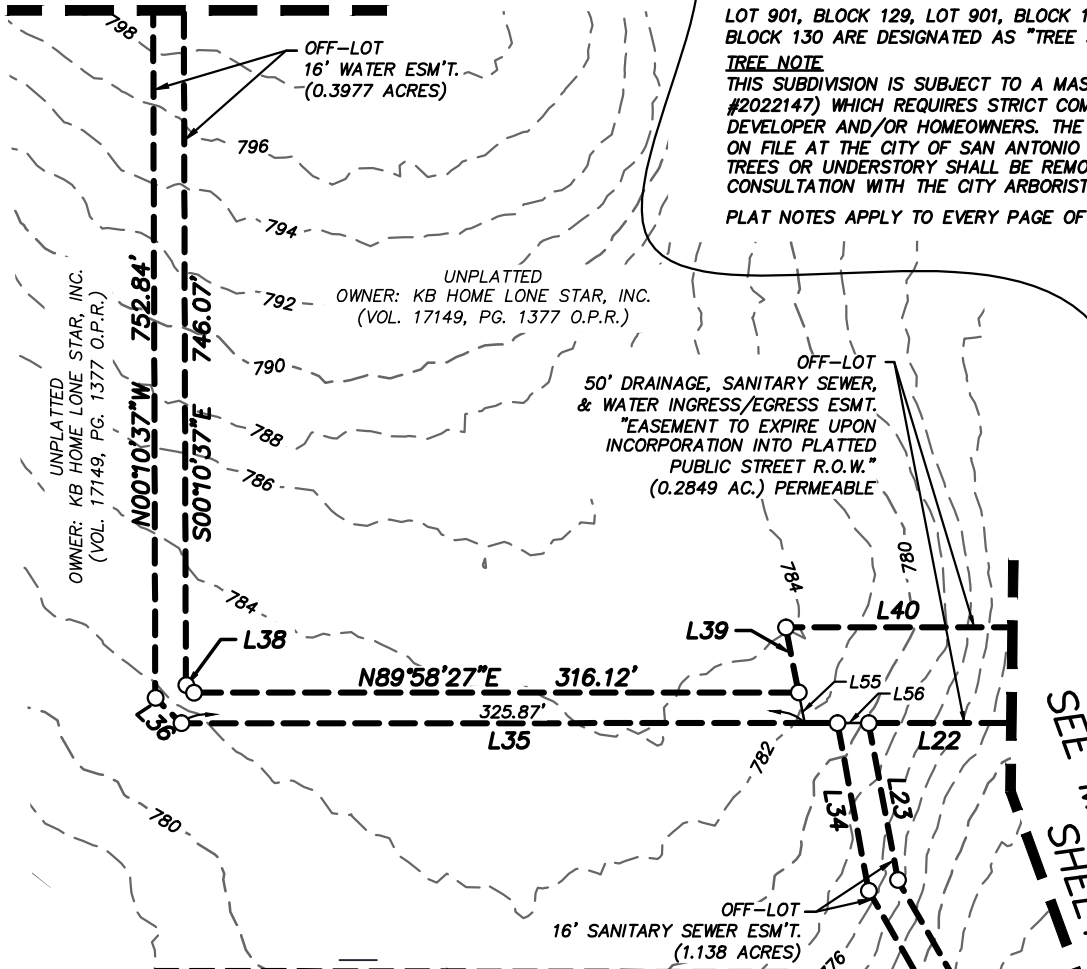 798
OFF-LOT
16' WATER ESM'T.
(0.3977 ACRES)
796
794
792
790
788
786
784
LOT 901, BLOCK 129, LOT 901, BLOCK
BLOCK 130 ARE DESIGNATED AS "TREE
TREE NOTE
THIS SUBDIVISION IS SUBJECT TO A
#2022147) WHICH REQUIRES STRICT
DEVELOPER AND/OR HOMEOWNERS. THE
ON FILE AT THE CITY OF SAN ANTONIO
TREES OR UNDERSTORY SHALL BE
CONSULTATION WITH THE CITY ARBORIST
PLAT NOTES APPLY TO EVERY PAGE OF
UNPLATTED
OWNER: KB HOME LONE STAR, INC.
(VOL. 17149, PG. 1377 O.P.R.)
UNPLATTED
OWNER: KB HOME LONE STAR, INC.
(VOL. 17149, PG. 1377 O.P.R.)
N00°10'37"W 752.84'
S00°10'37"E 746.07'
OFF-LOT
50' DRAINAGE, SANITARY SEWER,
& WATER INGRESS/EGRESS ESMT.
"EASEMENT TO EXPIRE UPON
INCORPORATION INTO PLATTED
PUBLIC STREET R.O.W."
(0.2849 AC.) PERMEABLE
784
780
L40
L39
L38
N89°58'27"E 316.12'
L55
L56
L36
325.87'
L35
L22
782
L34
L23
780
SEE
SHEET
OFF-LOT
16' SANITARY SEWER ESM'T.
(1.138 ACRES)
776